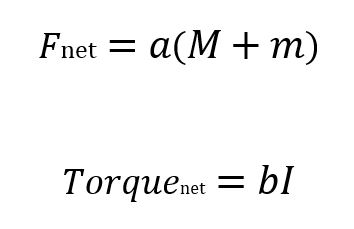 Fnet = a(M + m)
Torquenet = bI